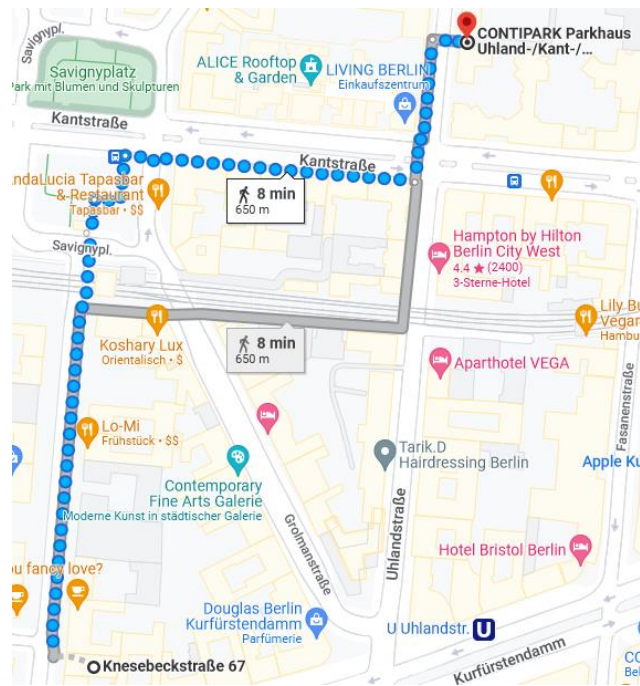 Savignypl.
CONTIPARK Parkhaus
Uhland-/Kant-/…
ALICE Rooftop
& Garden
LIVING BERLIN
Einkaufszentrum
Savignyplatz
Park mit Blumen und Skulpturen
Kantstraße
Kantstraße
AndaLucia Tapasbar
& Restaurant
Tapasbar • $$
8 min
650 m
Savignypl.
Hampton by Hilton
Berlin City West
4.4 ★ (2400)
3-Sterne-Hotel
Koshary Lux
Orientalisch • $
8 min
650 m
Lily
Vegan
Aparthotel VEGA
Fasanenstraße
Lo-Mi
Frühstück • $$
Tarik.D
Hairdressing Berlin
Apple
Contemporary
Fine Arts Galerie
Moderne Kunst in städtischer Galerie
Grolmanstraße
Uhlandstraße
Hotel Bristol Berlin
fancy love?
Douglas Berlin
Kurfürstendamm
Parfümerie
U Uhlandstr. U
Knesebeckstraße 67
Kurfürstendamm